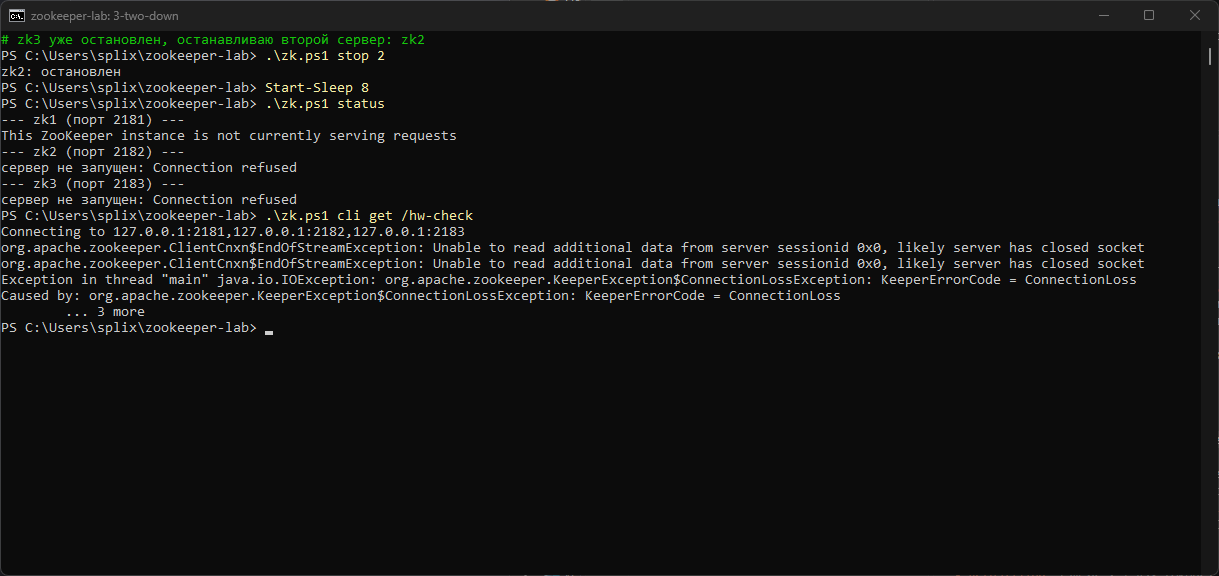 zookeeper-lab: 3-two-down
# zk3 уже остановлен, останавливаю второй сервер: zk2
PS C:\Users\splix\zookeeper-lab> .\zk.ps1 stop 2
zk2: остановлен
PS C:\Users\splix\zookeeper-lab> Start-Sleep 8
PS C:\Users\splix\zookeeper-lab> .\zk.ps1 status
--- zk1 (порт 2181) ---
This ZooKeeper instance is not currently serving requests
--- zk2 (порт 2182) ---
сервер не запущен: Connection refused
--- zk3 (порт 2183) ---
сервер не запущен: Connection refused
PS C:\Users\splix\zookeeper-lab> .\zk.ps1 cli get /hw-check
Connecting to 127.0.0.1:2181,127.0.0.1:2182,127.0.0.1:2183
org.apache.zookeeper.ClientCnxn$EndOfStreamException: Unable to read additional data from server sessionid 0x0, likely server has closed socket
org.apache.zookeeper.ClientCnxn$EndOfStreamException: Unable to read additional data from server sessionid 0x0, likely server has closed socket
Exception in thread "main" java.io.IOException: org.apache.zookeeper.KeeperException$ConnectionLossException: KeeperErrorCode = ConnectionLoss
Caused by: org.apache.zookeeper.KeeperException$ConnectionLossException: KeeperErrorCode = ConnectionLoss
        ... 3 more
PS C:\Users\splix\zookeeper-lab>